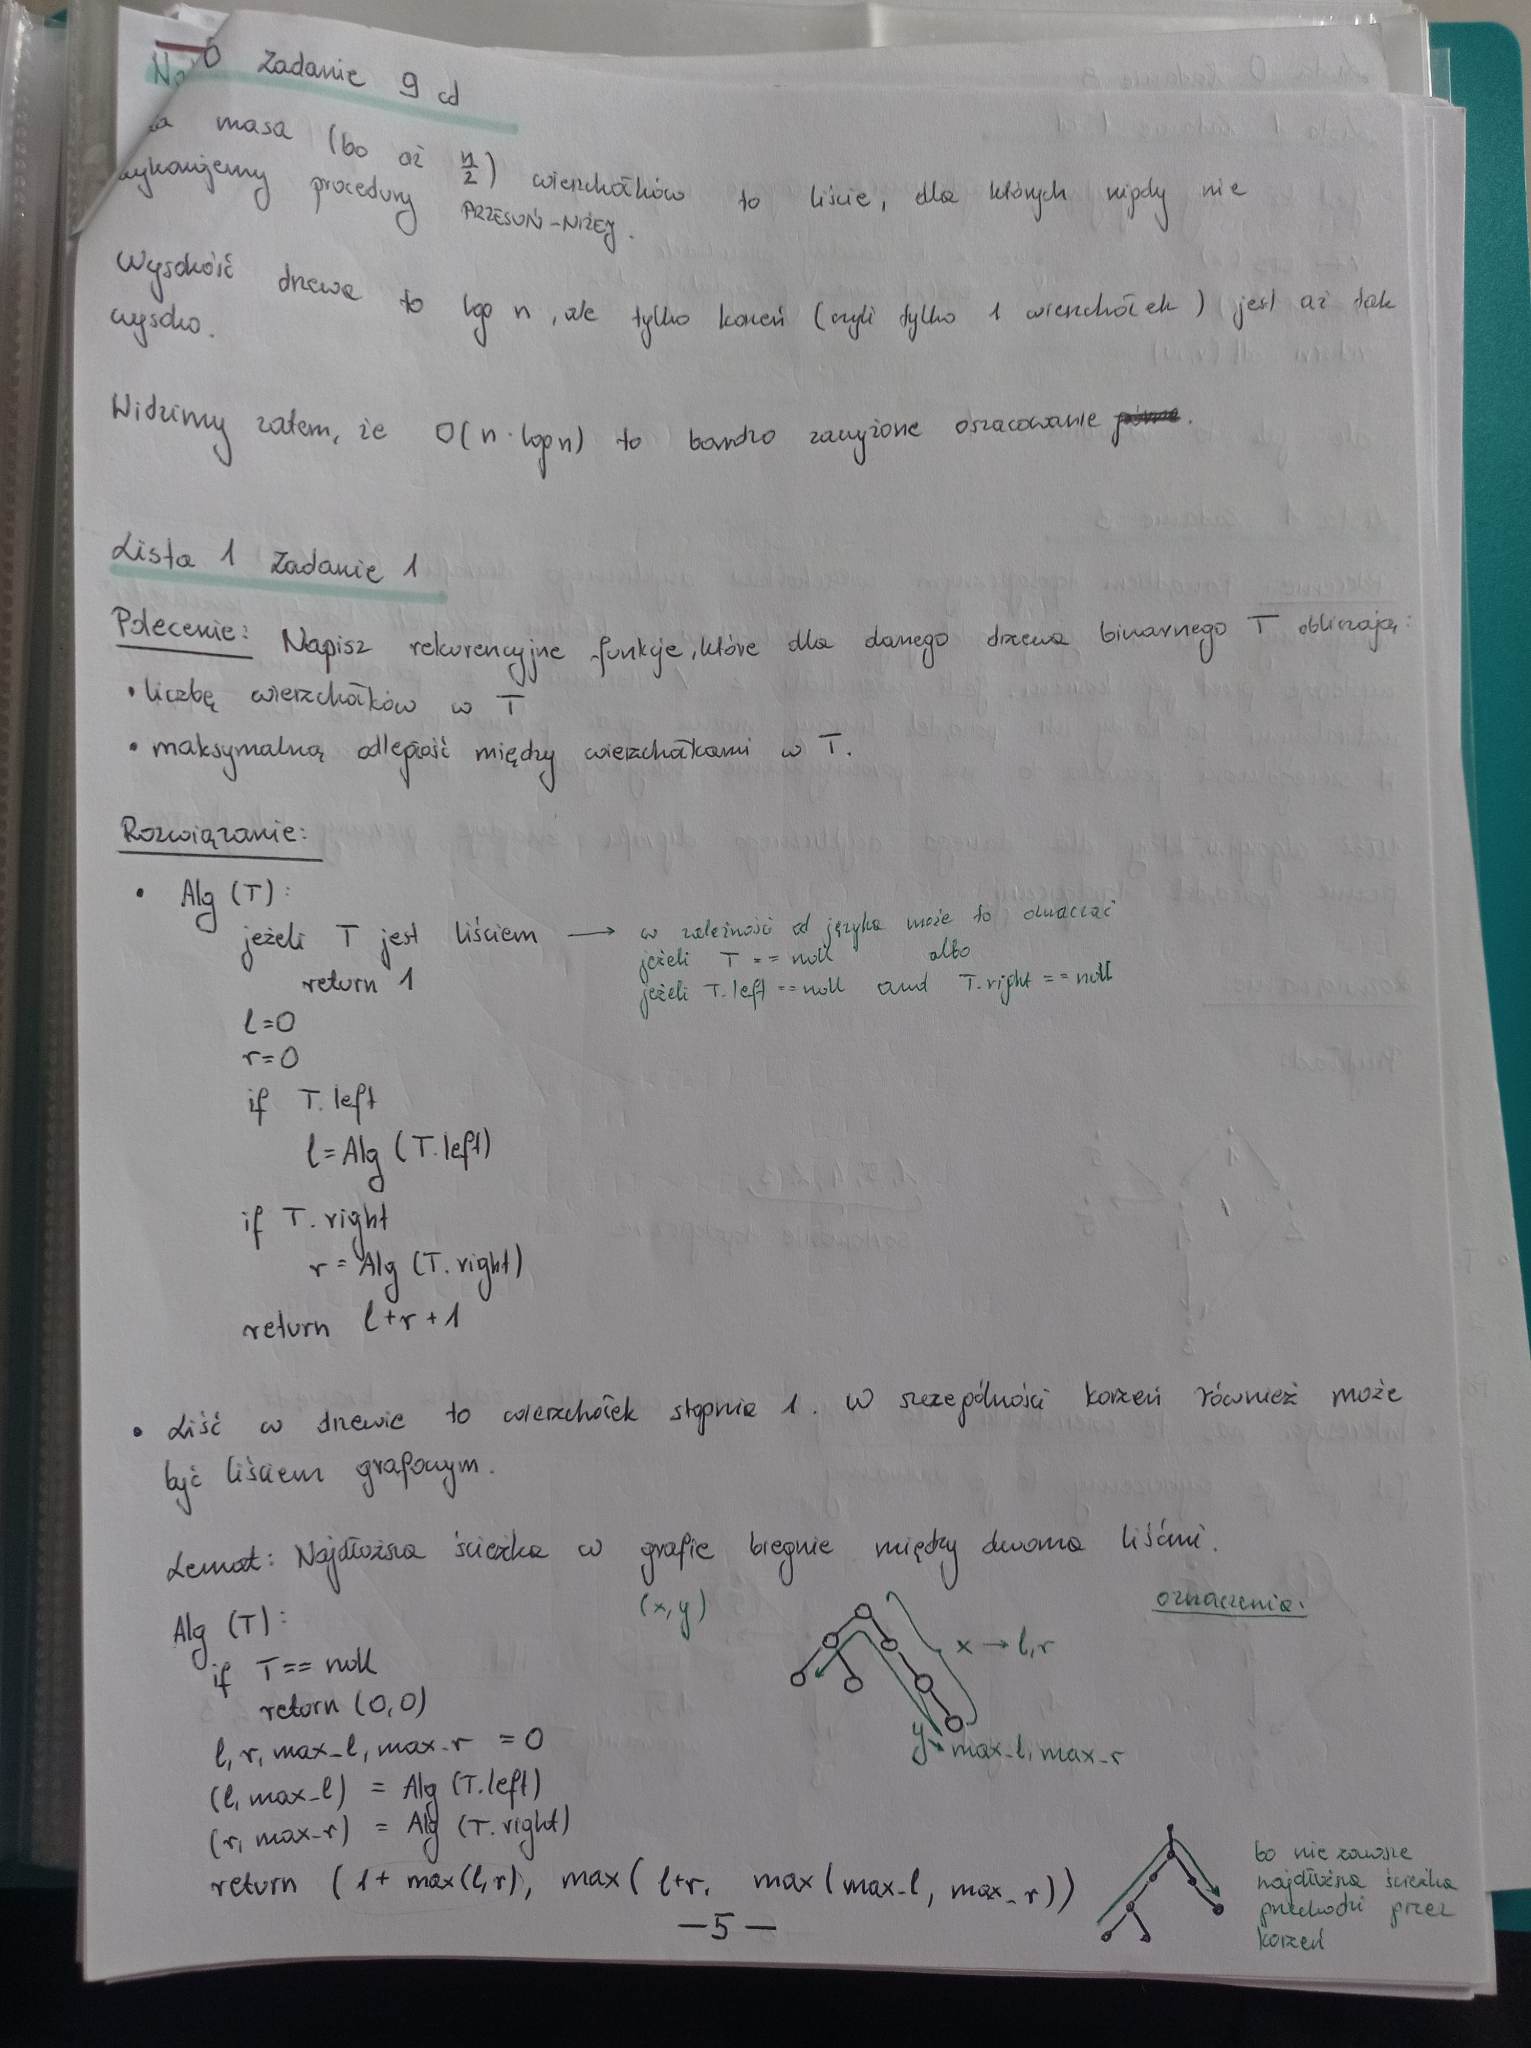 0 Zadanie 9 cd
masa (bo aż n/2) wierzchołków to liście, dla których nigdy nie
wykonujemy procedury PRZESUŃ-NIŻEJ.
Wysokość drzewa to log n, ale tylko korzeń (czyli tylko 1 wierzchołek) jest aż tak
wysoko.
Widzimy zatem, że O(n·logn) to bardzo zawyżone oszacowanie.
Lista 1 Zadanie 1
Polecenie: Napisz rekurencyjne funkcje, które dla danego drzewa binarnego T obliczają:
• liczbę wierzchołków w T
• maksymalną odległość między wierzchołkami w T.
Rozwiązanie:
• Alg (T):
jeżeli T jest liściem → w zależności od języka może to oznaczać
jeżeli T == null albo
jeżeli T.left == null and T.right == null
return 1
l=0
r=0
if T.left
l = Alg (T.left)
if T.right
r = Alg (T.right)
return l+r+1
• Liść w drzewie to wierzchołek stopnia 1. W szczególności korzeń również może
być liściem grafowym.
Lemat: Najdłuższa ścieżka w grafie biegnie między dwoma liśćmi.
(x,y)
oznaczenia:
x → l,r
y → max_l, max_r
Alg (T):
if T == null
return (0,0)
l, r, max_l, max_r = 0
(l, max_l) = Alg (T.left)
(r, max_r) = Alg (T.right)
return (1+ max(l,r), max( l+r, max(max_l, max_r))
bo nie zawsze
najdłuższa ścieżka
przechodzi przez
korzeń
—5—